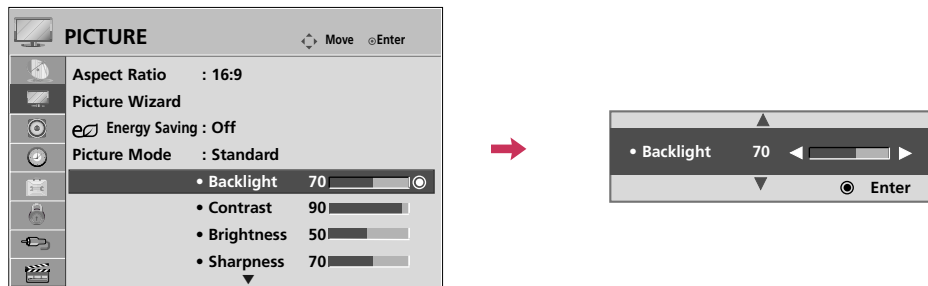 PICTURE
Move
Enter
Aspect Ratio : 16:9
Picture Wizard
Energy Saving : Off
Picture Mode : Standard
• Backlight 70
• Contrast 90
• Brightness 50
• Sharpness 70
• Backlight 70
Enter